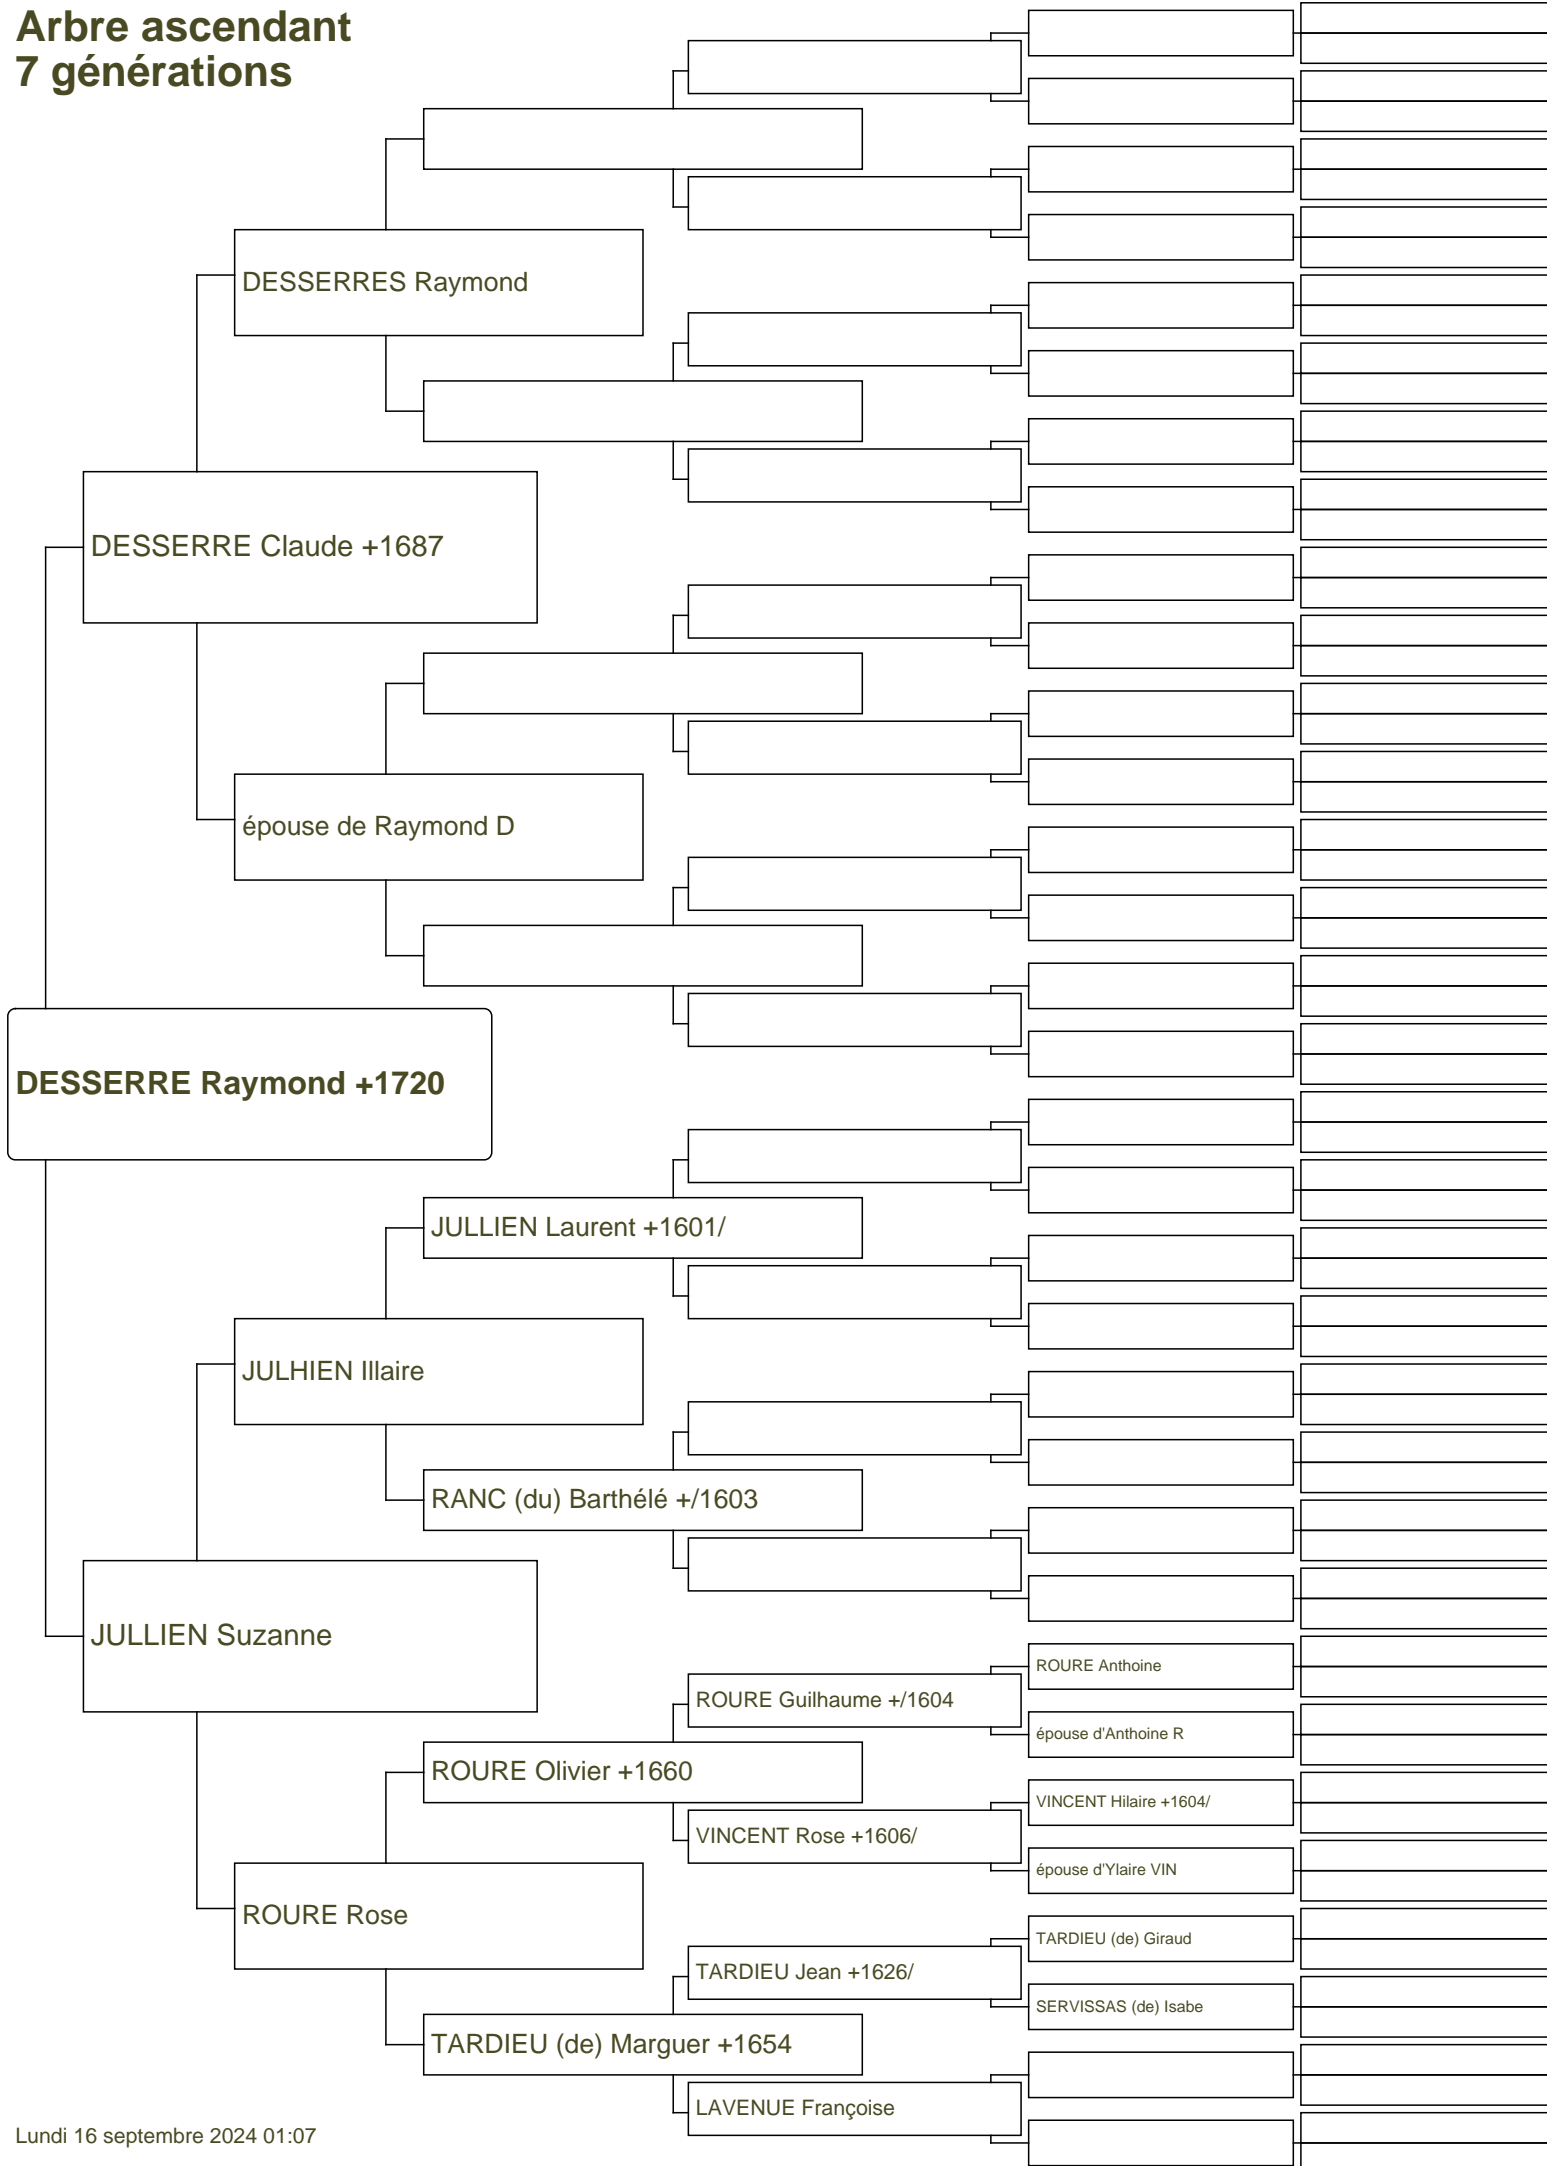 Arbre ascendant
7 générations
DESSERRES Raymond
DESSERRE Claude +1687
épouse de Raymond D
DESSERRE Raymond +1720
JULLIEN Laurent +1601/
JULHIEN Illaire
RANC (du) Barthélé +/1603
JULLIEN Suzanne
ROURE Anthoine
ROURE Guilhaume +/1604
épouse d'Anthoine R
ROURE Olivier +1660
VINCENT Hilaire +1604/
VINCENT Rose +1606/
épouse d'Ylaire VIN
ROURE Rose
TARDIEU (de) Giraud
TARDIEU Jean +1626/
SERVISSAS (de) Isabe
TARDIEU (de) Marguer +1654
LAVENUE Françoise
Lundi 16 septembre 2024 01:07